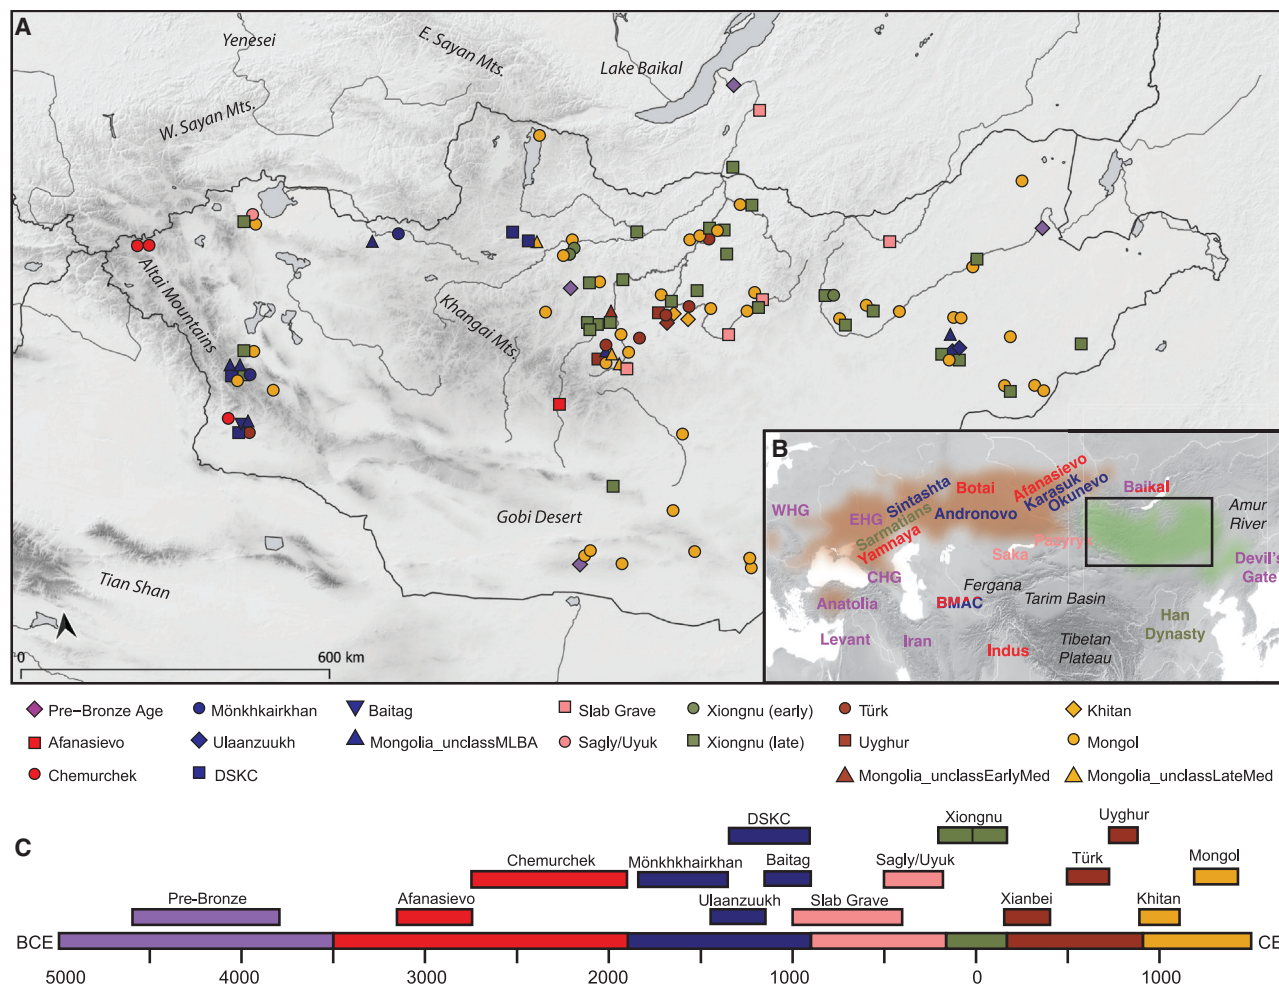 A
Yenesei
E. Sayan Mts.
Lake Baikal
W. Sayan Mts.
Altai Mountains
Khangai Mts.
Gobi Desert
Tian Shan
0 600 km
B
WHG
EHG
Sintashta
Sarmatians
Yamnaya
Botai
Andronovo
Afanasievo
Karasuk
Okunevo
Baikal
Amur
River
Saka
Pazyryk
Devil's
Gate
CHG
Fergana
Anatolia
BMAC
Tarim Basin
Han
Dynasty
Levant
Iran
Indus
Tibetan
Plateau
Pre–Bronze Age
Mönkhkairkhan
Baitag
Slab Grave
Xiongnu (early)
Türk
Khitan
Afanasievo
Ulaanzuukh
Mongolia_unclassMLBA
Sagly/Uyuk
Xiongnu (late)
Uyghur
Mongol
Chemurchek
DSKC
Mongolia_unclassEarlyMed
Mongolia_unclassLateMed
C
DSKC
Xiongnu
Uyghur
Chemurchek
Mönkhkhairkhan
Baitag
Sagly/Uyuk
Türk
Mongol
Pre-Bronze
Afanasievo
Ulaanzuukh
Slab Grave
Xianbei
Khitan
BCE
CE
5000 4000 3000 2000 1000 0 1000